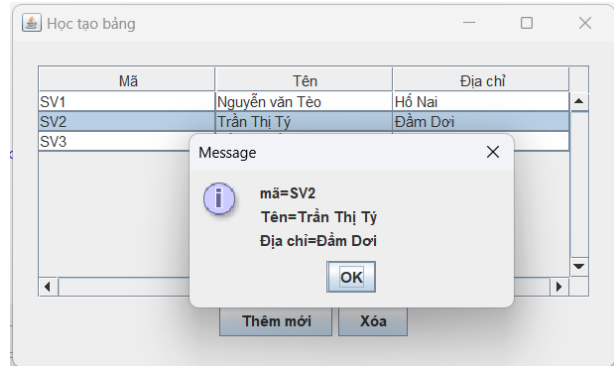 Học tạo bảng
Mã Tên Địa chỉ
SV1 Nguyễn văn Tèo Hố Nai
SV2 Trần Thị Tý Đầm Dơi
SV3
Message
mã=SV2
Tên=Trần Thị Tý
Địa chỉ=Đầm Dơi
OK
Thêm mới Xóa